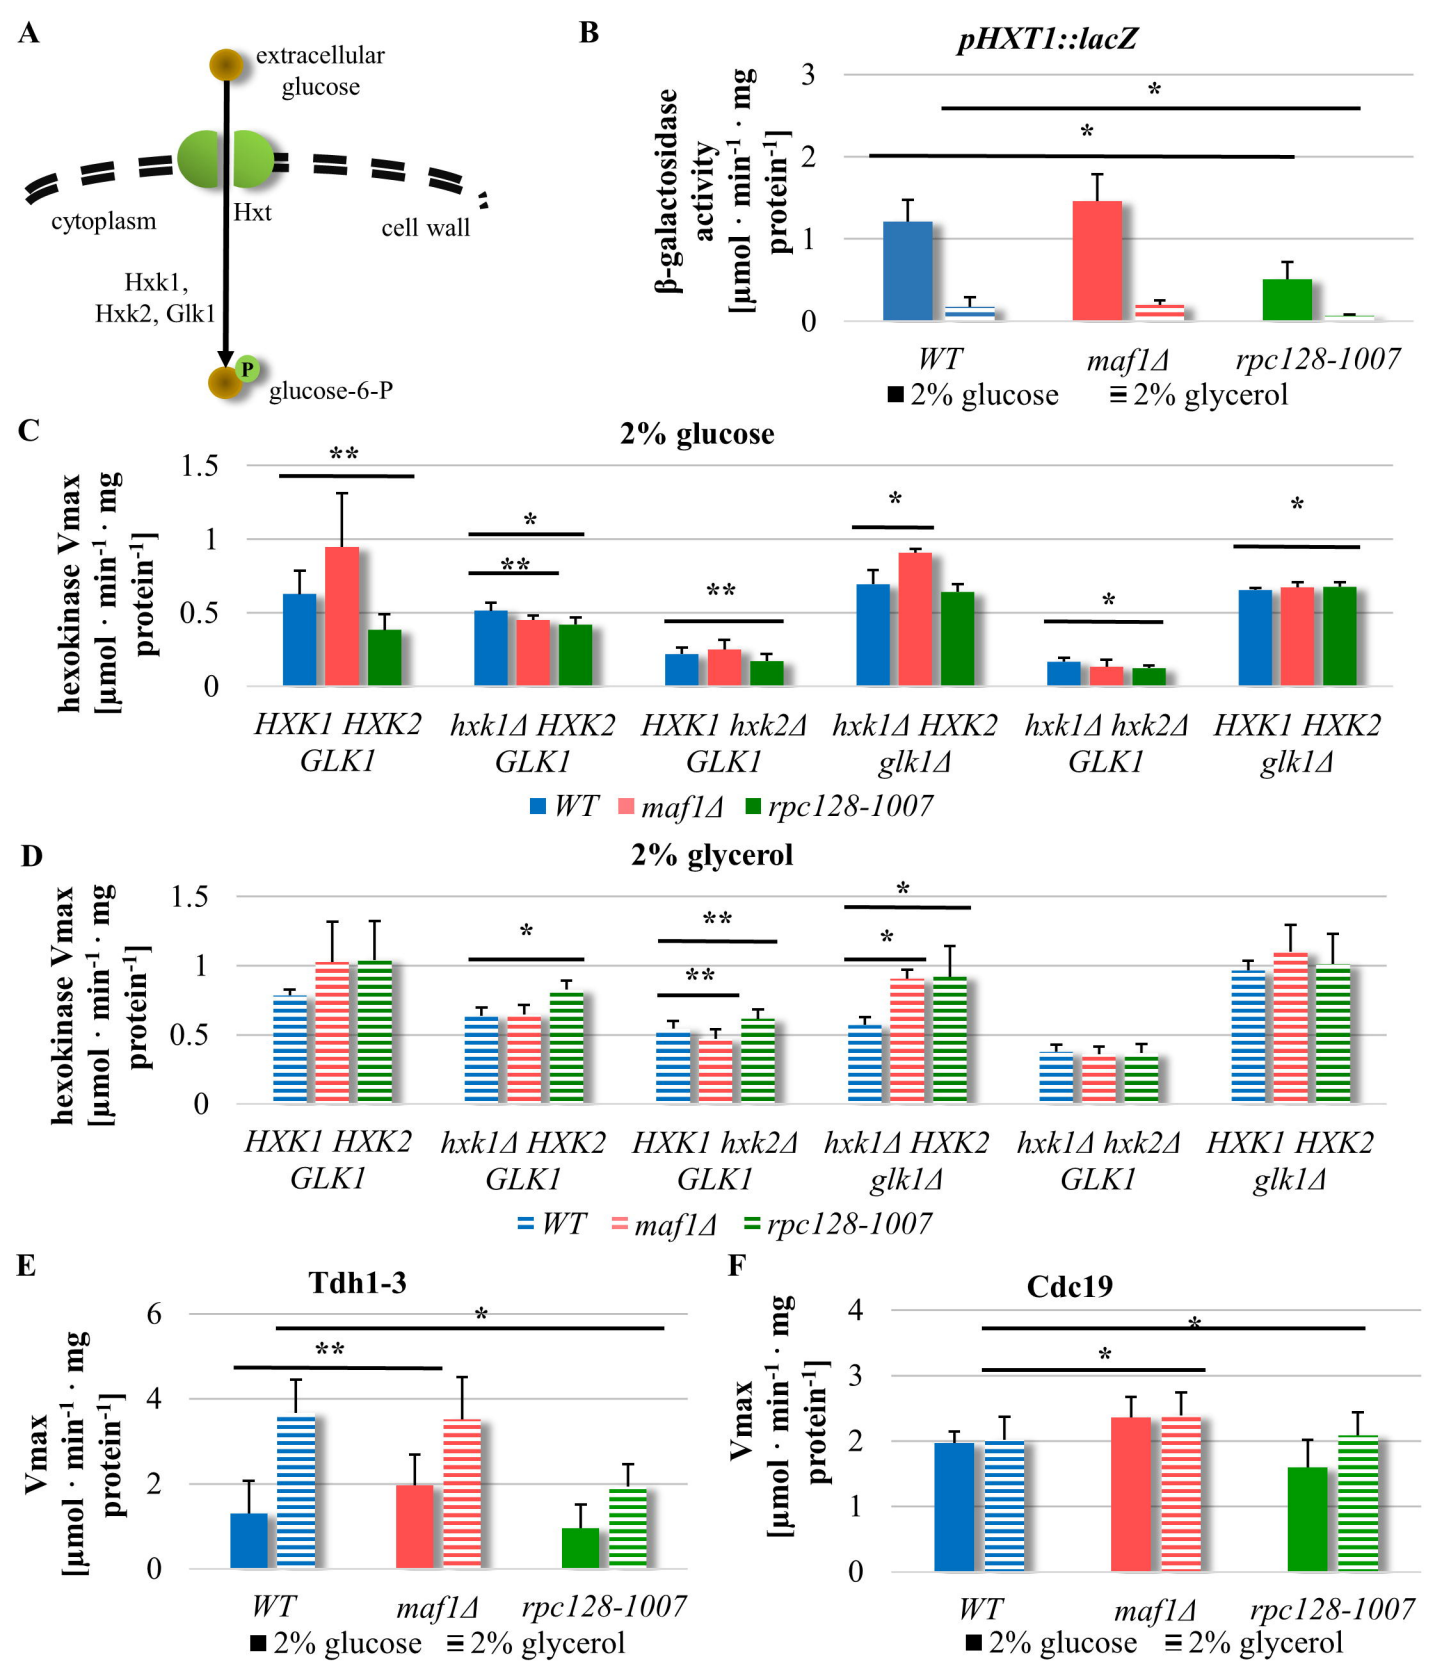 A
extracellular
glucose
Hxt
cytoplasm
cell wall
Hxk1,
Hxk2, Glk1
P
glucose-6-P
B
pHXT1::lacZ
β-galactosidase
activity
[µmol · min⁻¹ · mg
protein⁻¹]
3
2
1
0
*
*
WT
maf1Δ
rpc128-1007
2% glucose
2% glycerol
C
2% glucose
hexokinase Vmax
[µmol · min⁻¹ · mg
protein⁻¹]
1.5
1
0.5
0
**
*
**
**
*
*
*
HXK1 HXK2
GLK1
hxk1Δ HXK2
GLK1
HXK1 hxk2Δ
GLK1
hxk1Δ HXK2
glk1Δ
hxk1Δ hxk2Δ
GLK1
HXK1 HXK2
glk1Δ
WT
maf1Δ
rpc128-1007
D
2% glycerol
hexokinase Vmax
[µmol · min⁻¹ · mg
protein⁻¹]
1.5
1
0.5
0
*
**
**
*
*
HXK1 HXK2
GLK1
hxk1Δ HXK2
GLK1
HXK1 hxk2Δ
GLK1
hxk1Δ HXK2
glk1Δ
hxk1Δ hxk2Δ
GLK1
HXK1 HXK2
glk1Δ
WT
maf1Δ
rpc128-1007
E
Tdh1-3
Vmax
[µmol · min⁻¹ · mg
protein⁻¹]
6
4
2
0
*
**
WT
maf1Δ
rpc128-1007
2% glucose
2% glycerol
F
Cdc19
Vmax
[µmol · min⁻¹ · mg
protein⁻¹]
4
3
2
1
0
*
*
WT
maf1Δ
rpc128-1007
2% glucose
2% glycerol